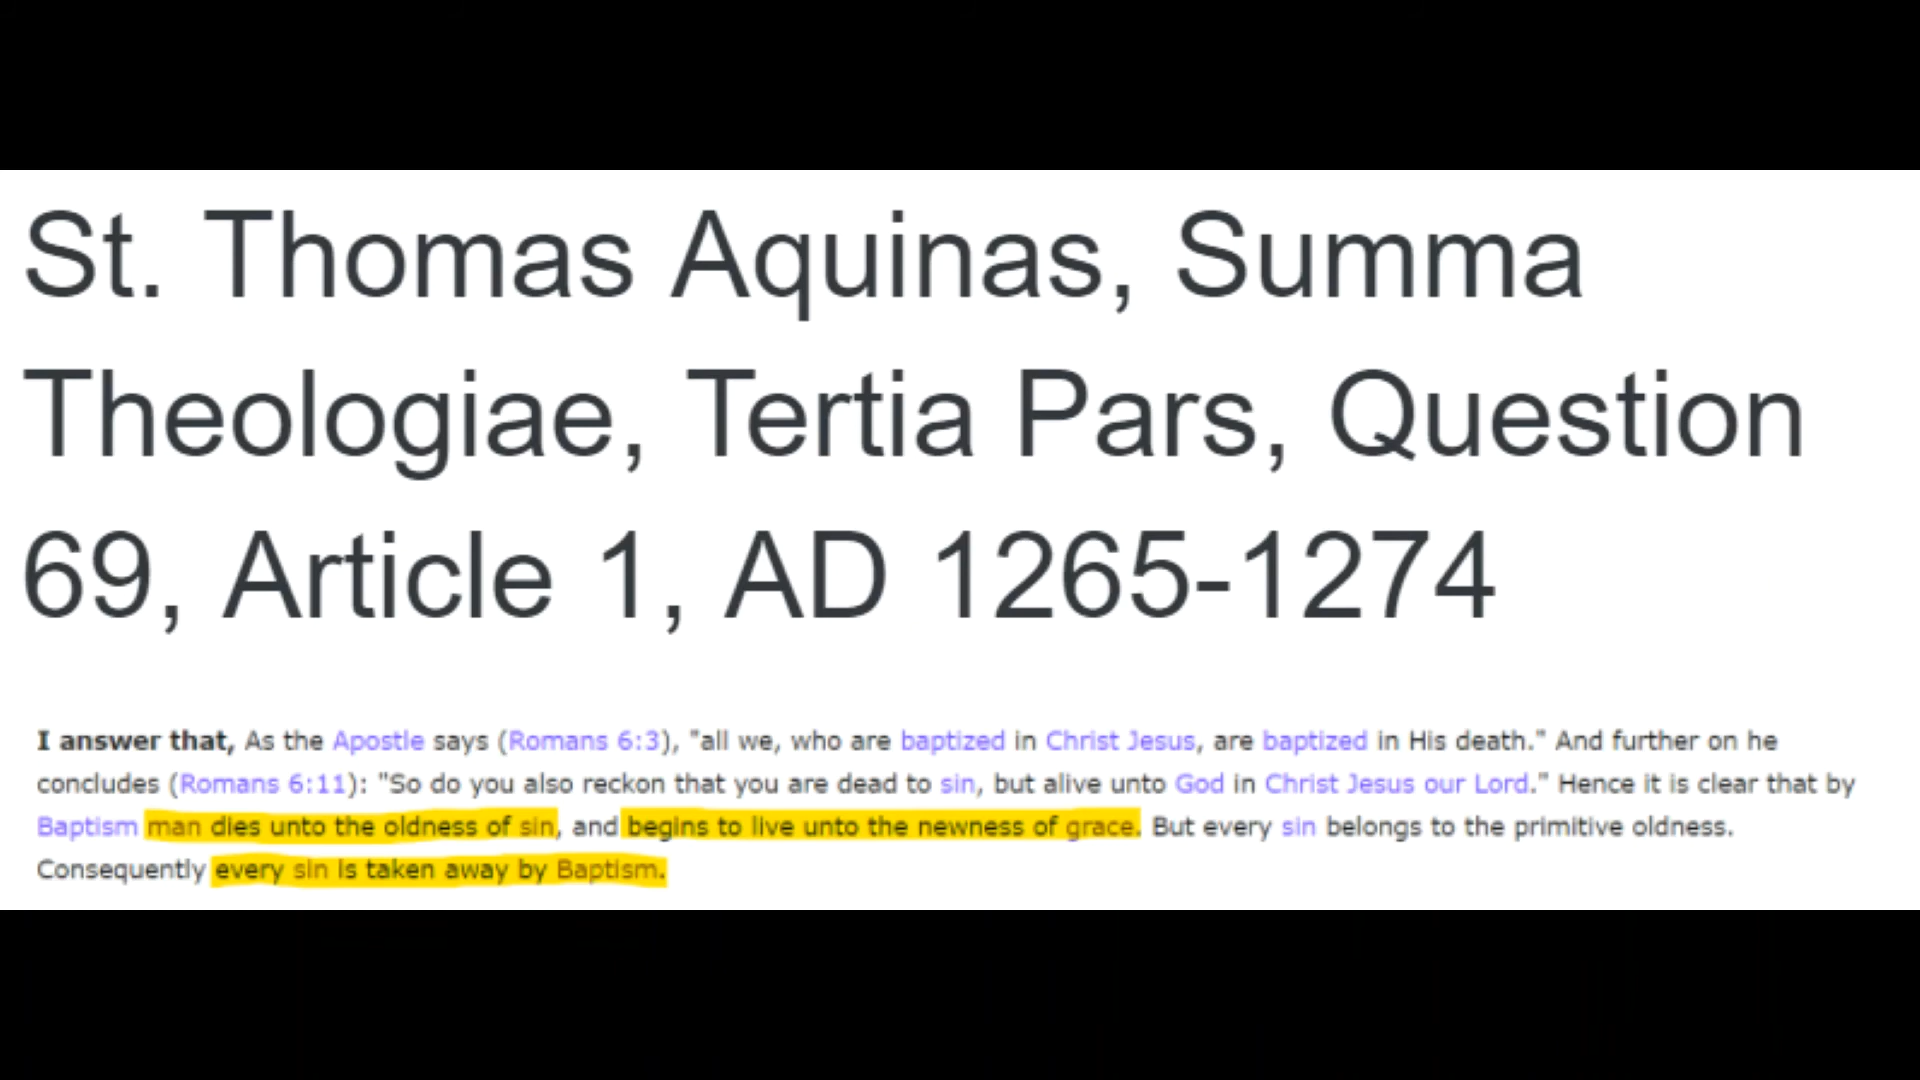 St. Thomas Aquinas, Summa
Theologiae, Tertia Pars, Question
69, Article 1, AD 1265-1274
I answer that, As the Apostle says (Romans 6:3), "all we, who are baptized in Christ Jesus, are baptized in His death." And further on he
concludes (Romans 6:11): "So do you also reckon that you are dead to sin, but alive unto God in Christ Jesus our Lord." Hence it is clear that by
Baptism man dies unto the oldness of sin, and begins to live unto the newness of grace. But every sin belongs to the primitive oldness.
Consequently every sin is taken away by Baptism.